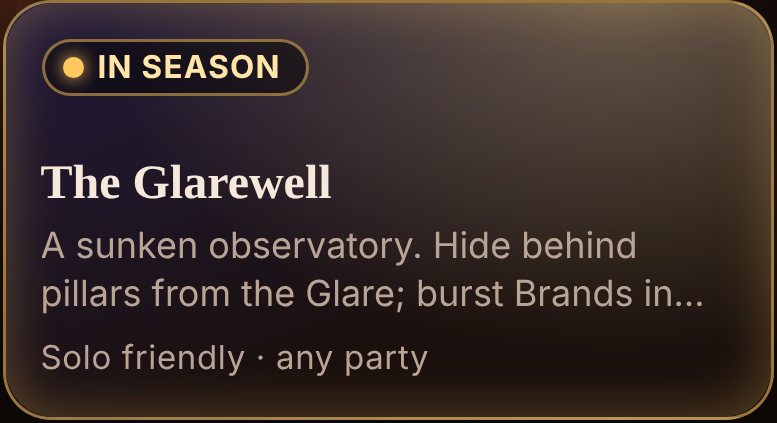 IN SEASON
The Glarewell
A sunken observatory. Hide behind
pillars from the Glare; burst Brands in...
Solo friendly · any party